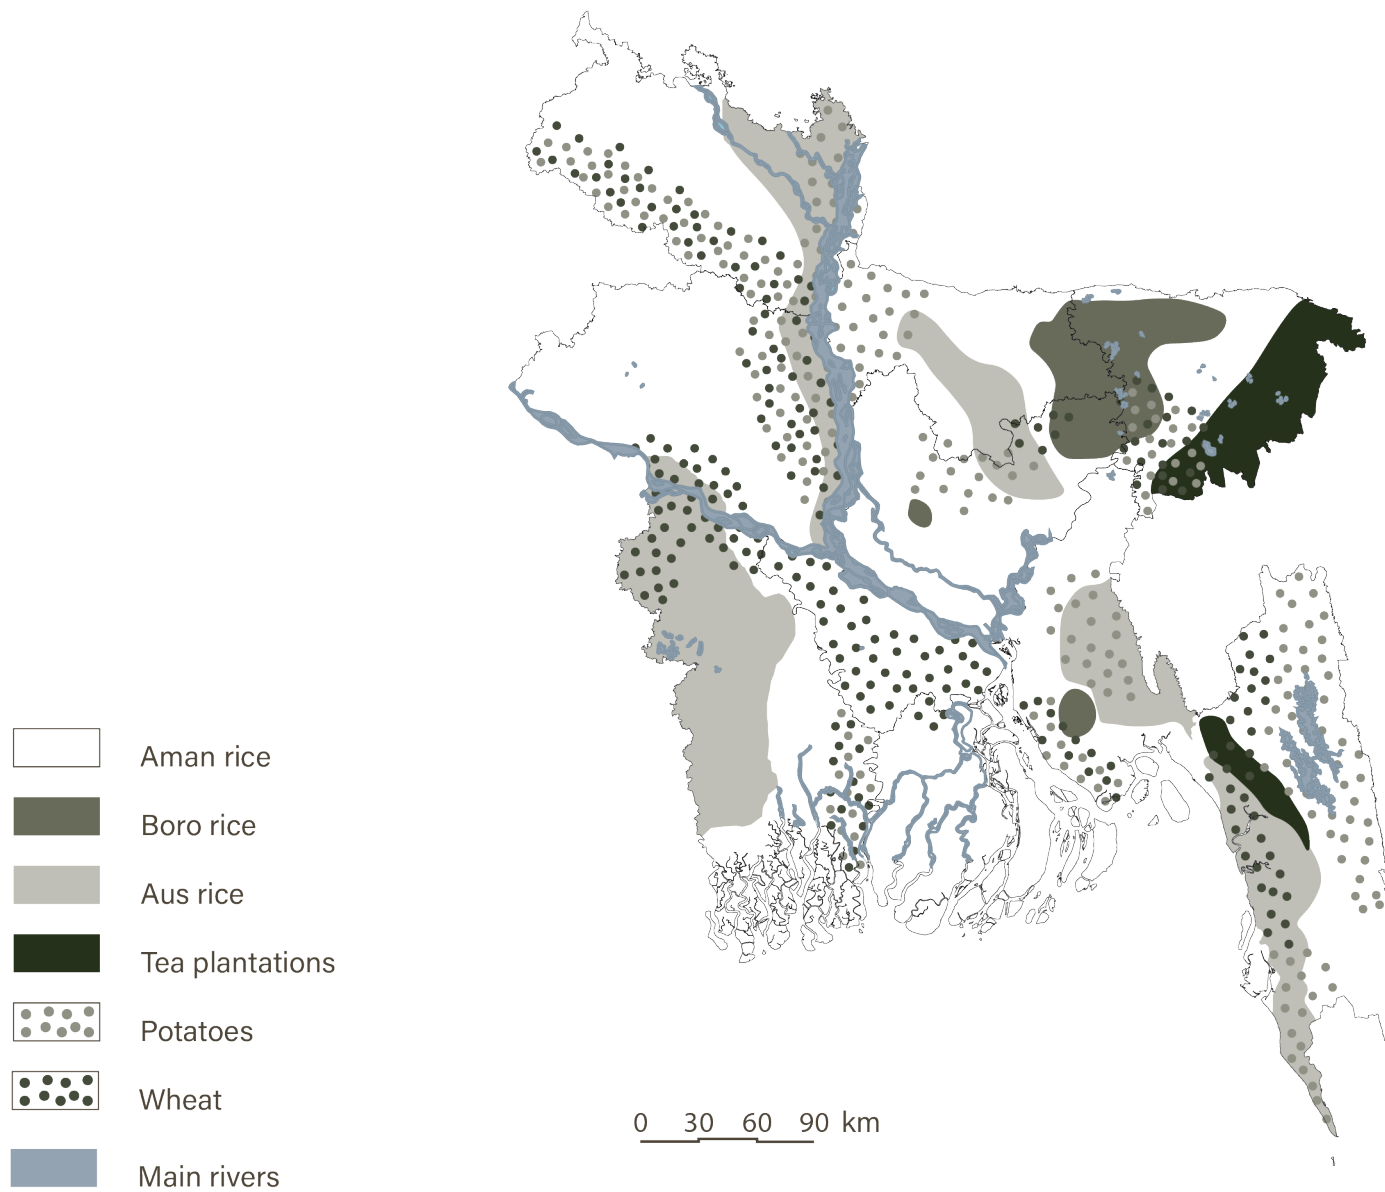 Aman rice
Boro rice
Aus rice
Tea plantations
Potatoes
Wheat
Main rivers
0 30 60 90 km